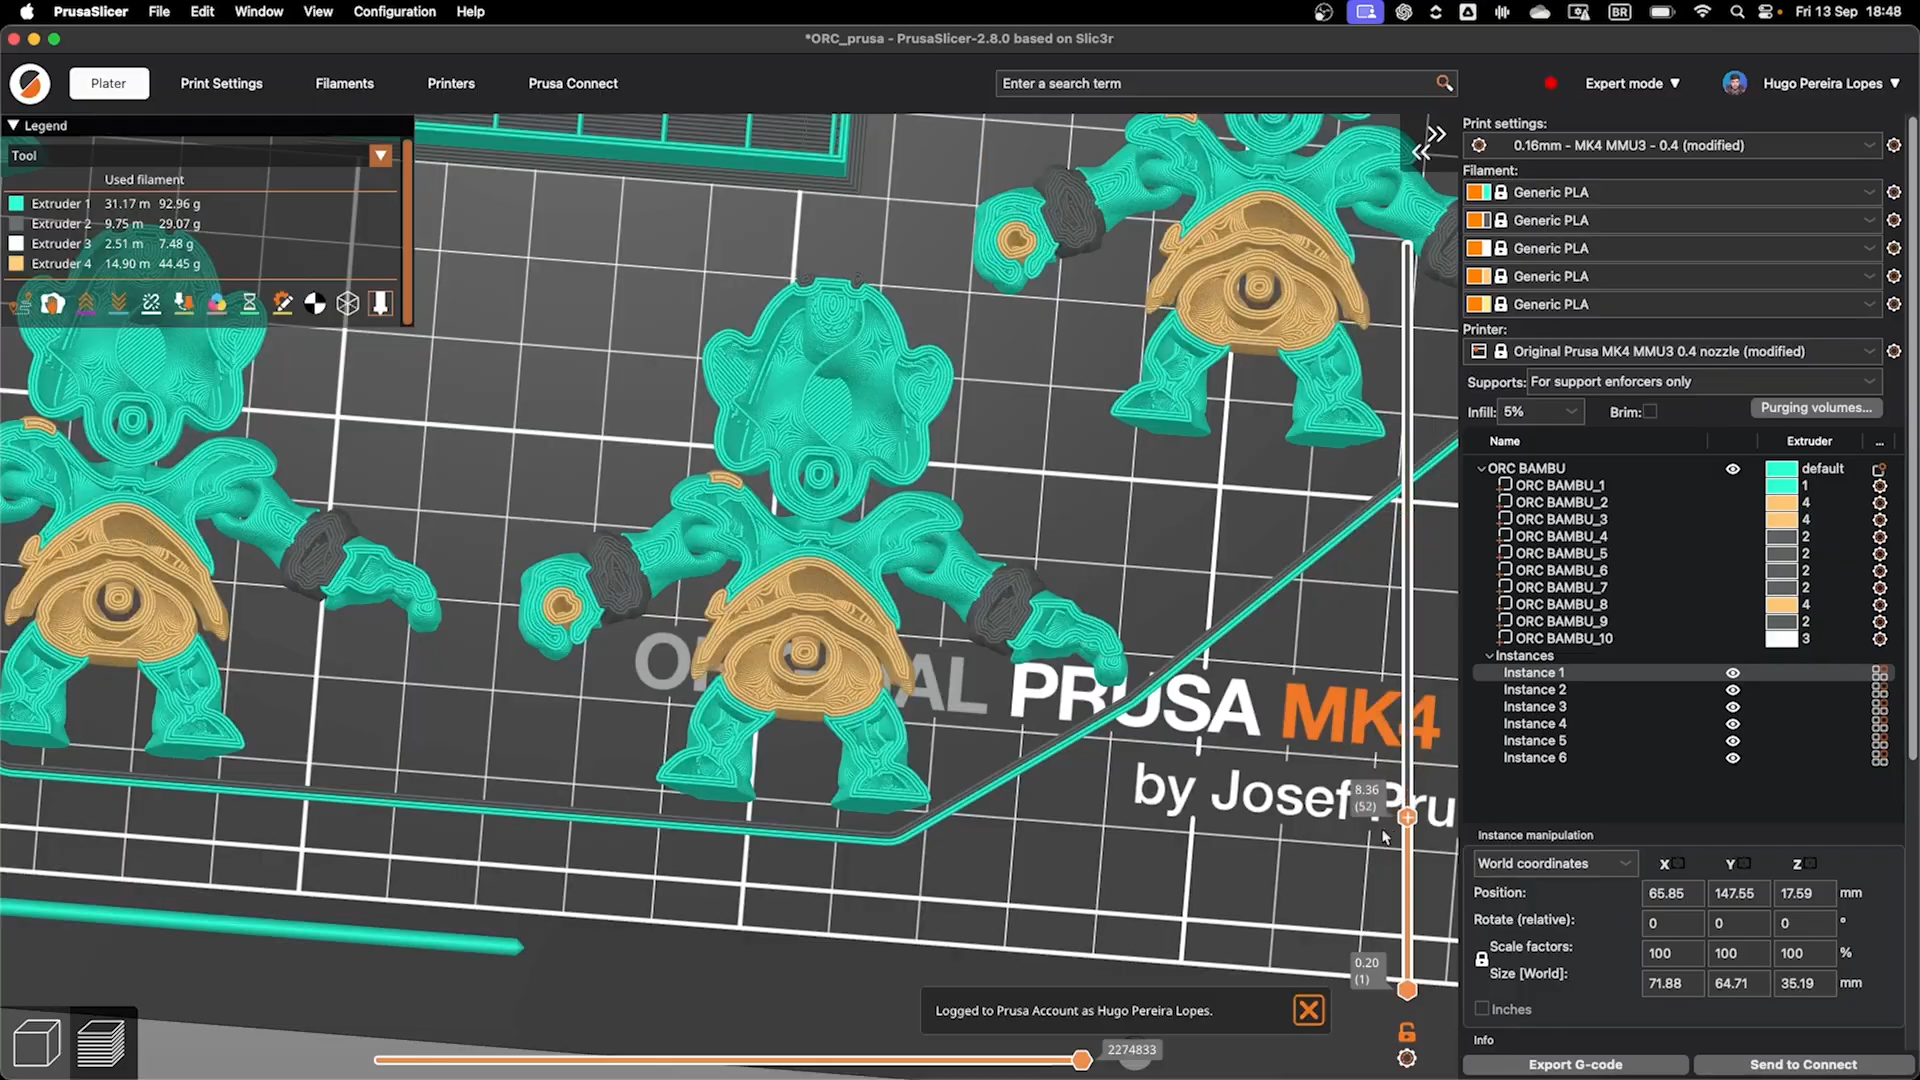 PrusaSlicer File Edit Window View Configuration Help
BR
Fri 13 Sep 18:48
*ORC_prusa - PrusaSlicer-2.8.0 based on Slic3r
Plater
Print Settings
Filaments
Printers
Prusa Connect
Enter a search term
Expert mode
Hugo Pereira Lopes
Legend
Tool
Used filament
Extruder 1 31.17 m 92.96 g
Extruder 2 9.75 m 29.07 g
Extruder 3 2.51 m 7.48 g
Extruder 4 14.90 m 44.45 g
PRUSA MK4
by Josef Pru
8.36
(52)
0.20
(1)
Logged to Prusa Account as Hugo Pereira Lopes.
2274833
Print settings:
0.16mm - MK4 MMU3 - 0.4 (modified)
Filament:
Generic PLA
Generic PLA
Generic PLA
Generic PLA
Generic PLA
Printer:
Original Prusa MK4 MMU3 0.4 nozzle (modified)
Supports: For support enforcers only
Infill: 5% Brim: Purging volumes...
Name Extruder ...
ORC BAMBU default
ORC BAMBU_1 1
ORC BAMBU_2 4
ORC BAMBU_3 4
ORC BAMBU_4 2
ORC BAMBU_5 2
ORC BAMBU_6 2
ORC BAMBU_7 2
ORC BAMBU_8 4
ORC BAMBU_9 2
ORC BAMBU_10 3
Instances
Instance 1
Instance 2
Instance 3
Instance 4
Instance 5
Instance 6
Instance manipulation
World coordinates X Y Z
Position: 65.85 147.55 17.59 mm
Rotate (relative): 0 0 0 °
Scale factors: 100 100 100 %
Size [World]: 71.88 64.71 35.19 mm
Inches
Info
Export G-code
Send to Connect